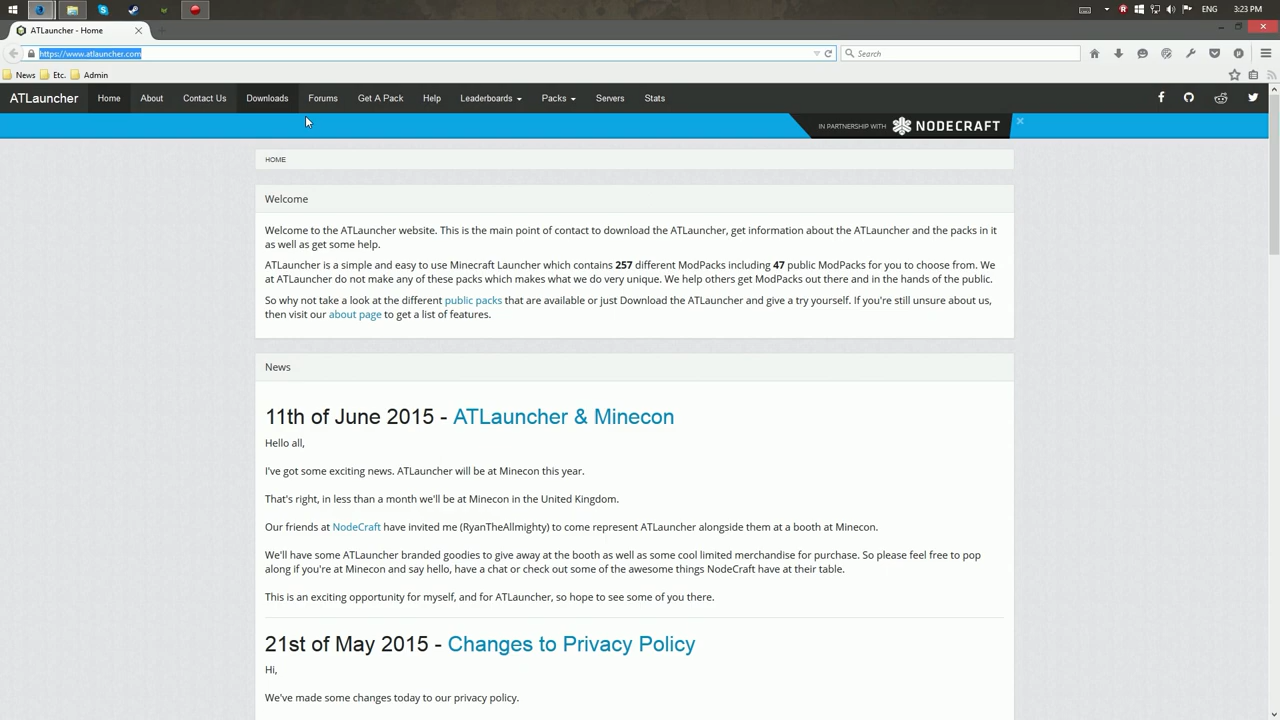 ENG
3:23 PM
ATLauncher - Home
https://www.atlauncher.com
Search
News
Etc.
Admin
ATLauncher
Home
About
Contact Us
Downloads
Forums
Get A Pack
Help
Leaderboards
Packs
Servers
Stats
IN PARTNERSHIP WITH
NODECRAFT
HOME
Welcome
Welcome to the ATLauncher website. This is the main point of contact to download the ATLauncher, get information about the ATLauncher and the packs in it
as well as get some help.
ATLauncher is a simple and easy to use Minecraft Launcher which contains 257 different ModPacks including 47 public ModPacks for you to choose from. We
at ATLauncher do not make any of these packs which makes what we do very unique. We help others get ModPacks out there and in the hands of the public.
So why not take a look at the different public packs that are available or just Download the ATLauncher and give a try yourself. If you're still unsure about us,
then visit our about page to get a list of features.
News
11th of June 2015 - ATLauncher & Minecon
Hello all,
I've got some exciting news. ATLauncher will be at Minecon this year.
That's right, in less than a month we'll be at Minecon in the United Kingdom.
Our friends at NodeCraft have invited me (RyanTheAllmighty) to come represent ATLauncher alongside them at a booth at Minecon.
We'll have some ATLauncher branded goodies to give away at the booth as well as some cool limited merchandise for purchase. So please feel free to pop
along if you're at Minecon and say hello, have a chat or check out some of the awesome things NodeCraft have at their table.
This is an exciting opportunity for myself, and for ATLauncher, so hope to see some of you there.
21st of May 2015 - Changes to Privacy Policy
Hi,
We've made some changes today to our privacy policy.